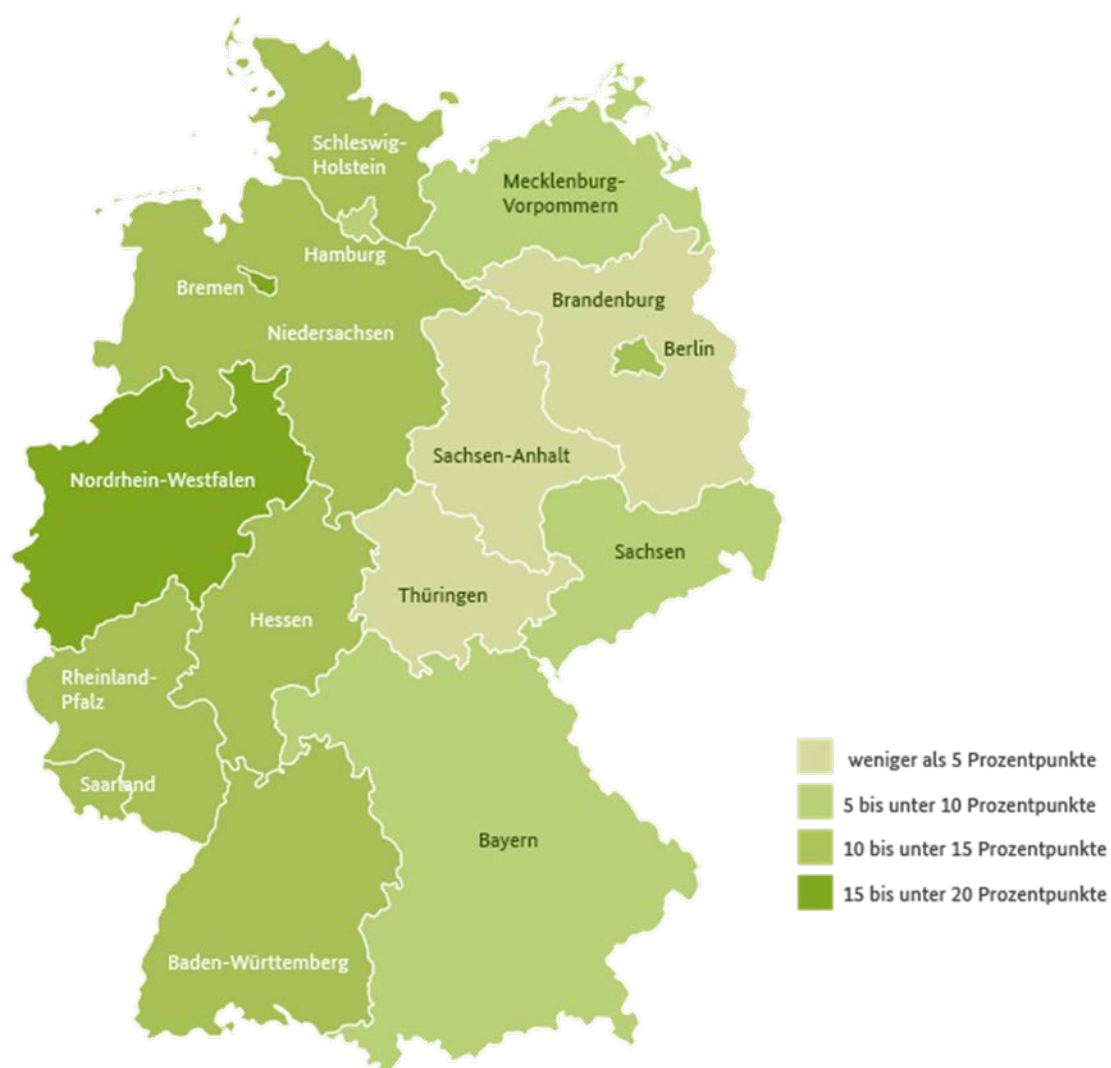 Schleswig-
Holstein
Mecklenburg-
Vorpommern
Hamburg
Bremen
Brandenburg
Niedersachsen
Berlin
Sachsen-Anhalt
Nordrhein-Westfalen
Sachsen
Thüringen
Hessen
Rheinland-
Pfalz
Saarland
Bayern
Baden-Württemberg
weniger als 5 Prozentpunkte
5 bis unter 10 Prozentpunkte
10 bis unter 15 Prozentpunkte
15 bis unter 20 Prozentpunkte